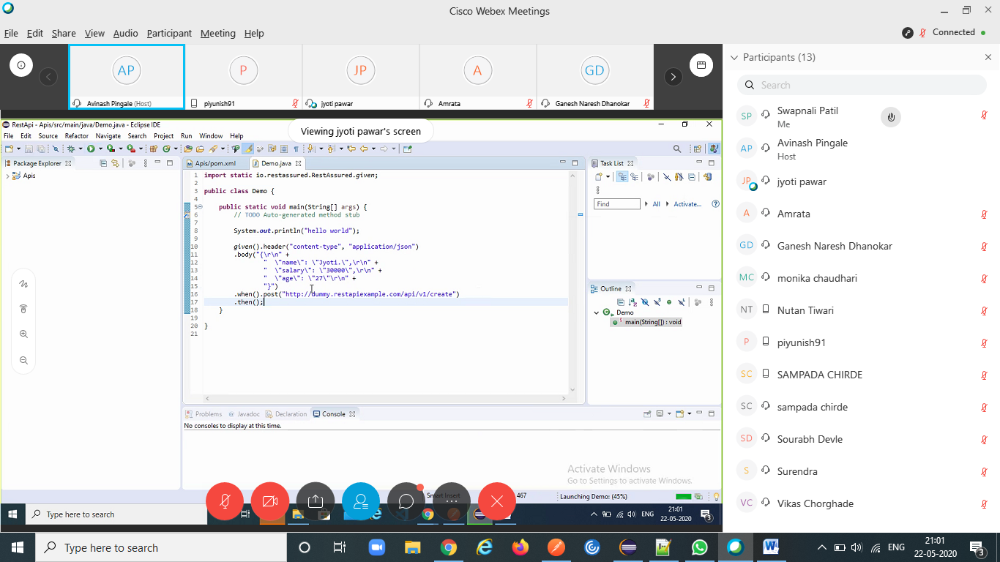 Cisco Webex Meetings
File Edit Share View Audio Participant Meeting Help
Connected
AP
P
JP
A
GD
Avinash Pingale (Host)
piyunish91
jyoti pawar
Amrata
Ganesh Naresh Dhanokar
RestApi - Apis/src/main/java/Demo.java - Eclipse IDE
Viewing jyoti pawar's screen
File Edit Source Refactor Navigate Search Project Run Window Help
Package Explorer
Apis
Apis/pom.xml
Demo.java
1 import static io.restassured.RestAssured.given;
2
3 public class Demo {
4
5 public static void main(String[] args) {
6 // TODO Auto-generated method stub
7
8 System.out.println("hello world");
9
10 given().header("content-type", "application/json")
11 .body("{\r\n" +
12 " \"name\": \"Jyoti.\",\r\n" +
13 " \"salary\": \"30000\",\r\n" +
14 " \"age\": \"27\"\r\n" +
15 "}")
16 .when().post("http://dummy.restapiexample.com/api/v1/create")
17 .then();
18 }
19
20 }
21
Task List
Find
All
Activate...
Outline
Demo
main(String[]) : void
Problems
Javadoc
Declaration
Console
No consoles to display at this time.
Activate Windows
Go to Settings to activate Windows.
Smart Insert
467
Launching Demo: (45%)
Type here to search
ENG
21:01
22-05-2020
3
Participants (13)
Search
SP Swapnali Patil
Me
AP Avinash Pingale
Host
JP jyoti pawar
A Amrata
GD Ganesh Naresh Dhanokar
MC monika chaudhari
NT Nutan Tiwari
P piyunish91
SC SAMPADA CHIRDE
SC sampada chirde
SD Sourabh Devle
S Surendra
VC Vikas Chorghade
Type here to search
ENG
21:01
22-05-2020
3